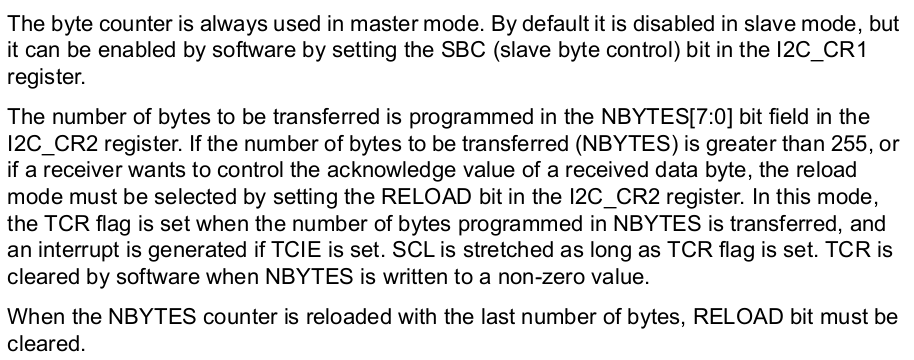 The byte counter is always used in master mode. By default it is disabled in slave mode, but
it can be enabled by software by setting the SBC (slave byte control) bit in the I2C_CR1
register.
The number of bytes to be transferred is programmed in the NBYTES[7:0] bit field in the
I2C_CR2 register. If the number of bytes to be transferred (NBYTES) is greater than 255, or
if a receiver wants to control the acknowledge value of a received data byte, the reload
mode must be selected by setting the RELOAD bit in the I2C_CR2 register. In this mode,
the TCR flag is set when the number of bytes programmed in NBYTES is transferred, and
an interrupt is generated if TCIE is set. SCL is stretched as long as TCR flag is set. TCR is
cleared by software when NBYTES is written to a non-zero value.
When the NBYTES counter is reloaded with the last number of bytes, RELOAD bit must be
cleared.